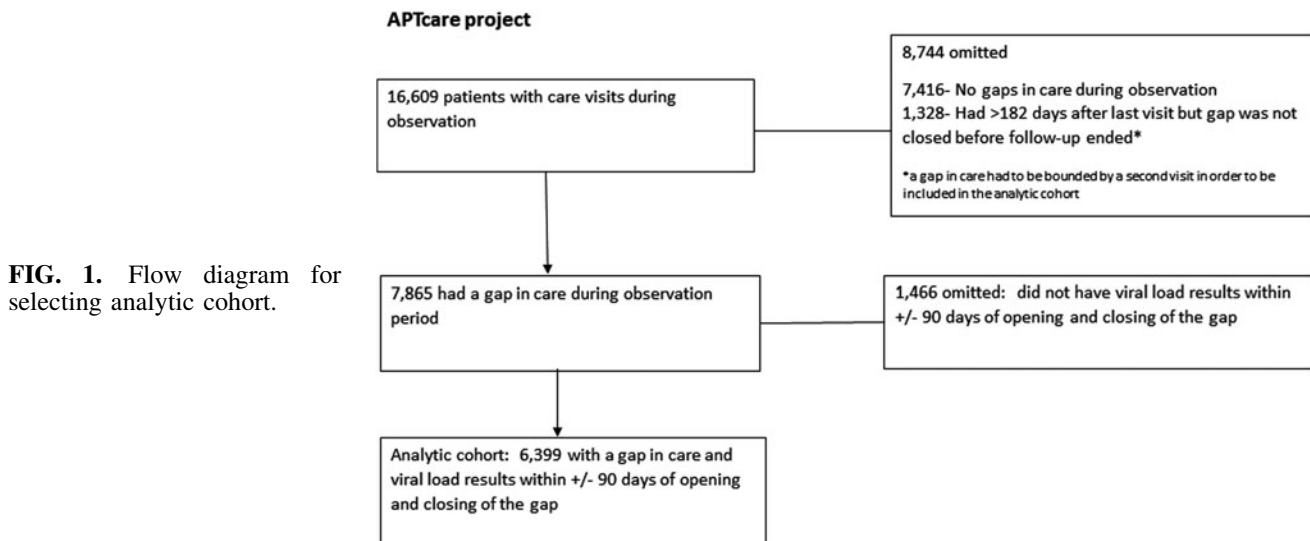 APTcare project
16,609 patients with care visits during
observation
8,744 omitted
7,416- No gaps in care during observation
1,328- Had >182 days after last visit but gap was not
closed before follow-up ended*
*a gap in care had to be bounded by a second visit in order to be
included in the analytic cohort
FIG. 1. Flow diagram for
selecting analytic cohort.
7,865 had a gap in care during observation
period
1,466 omitted: did not have viral load results within
+/- 90 days of opening and closing of the gap
Analytic cohort: 6,399 with a gap in care and
viral load results within +/- 90 days of opening
and closing of the gap